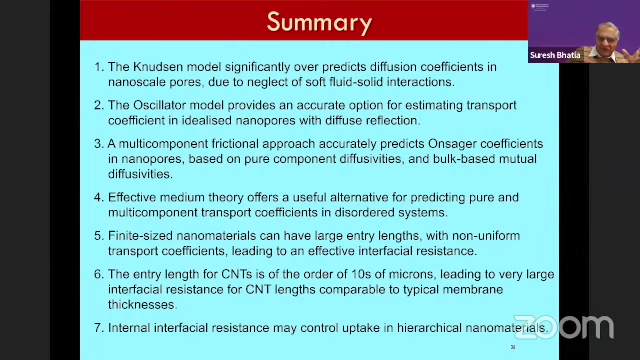 Summary
Suresh Bhatia
1. The Knudsen model significantly over predicts diffusion coefficients in
nanoscale pores, due to neglect of soft fluid-solid interactions.
2. The Oscillator model provides an accurate option for estimating transport
coefficient in idealised nanopores with diffuse reflection.
3. A multicomponent frictional approach accurately predicts Onsager coefficients
in nanopores, based on pure component diffusivities, and bulk-based mutual
diffusivities.
4. Effective medium theory offers a useful alternative for predicting pure and
multicomponent transport coefficients in disordered systems.
5. Finite-sized nanomaterials can have large entry lengths, with non-uniform
transport coefficients, leading to an effective interfacial resistance.
6. The entry length for CNTs is of the order of 10s of microns, leading to very large
interfacial resistance for CNT lengths comparable to typical membrane
thicknesses.
7. Internal interfacial resistance may control uptake in hierarchical nanomaterials.
zoom